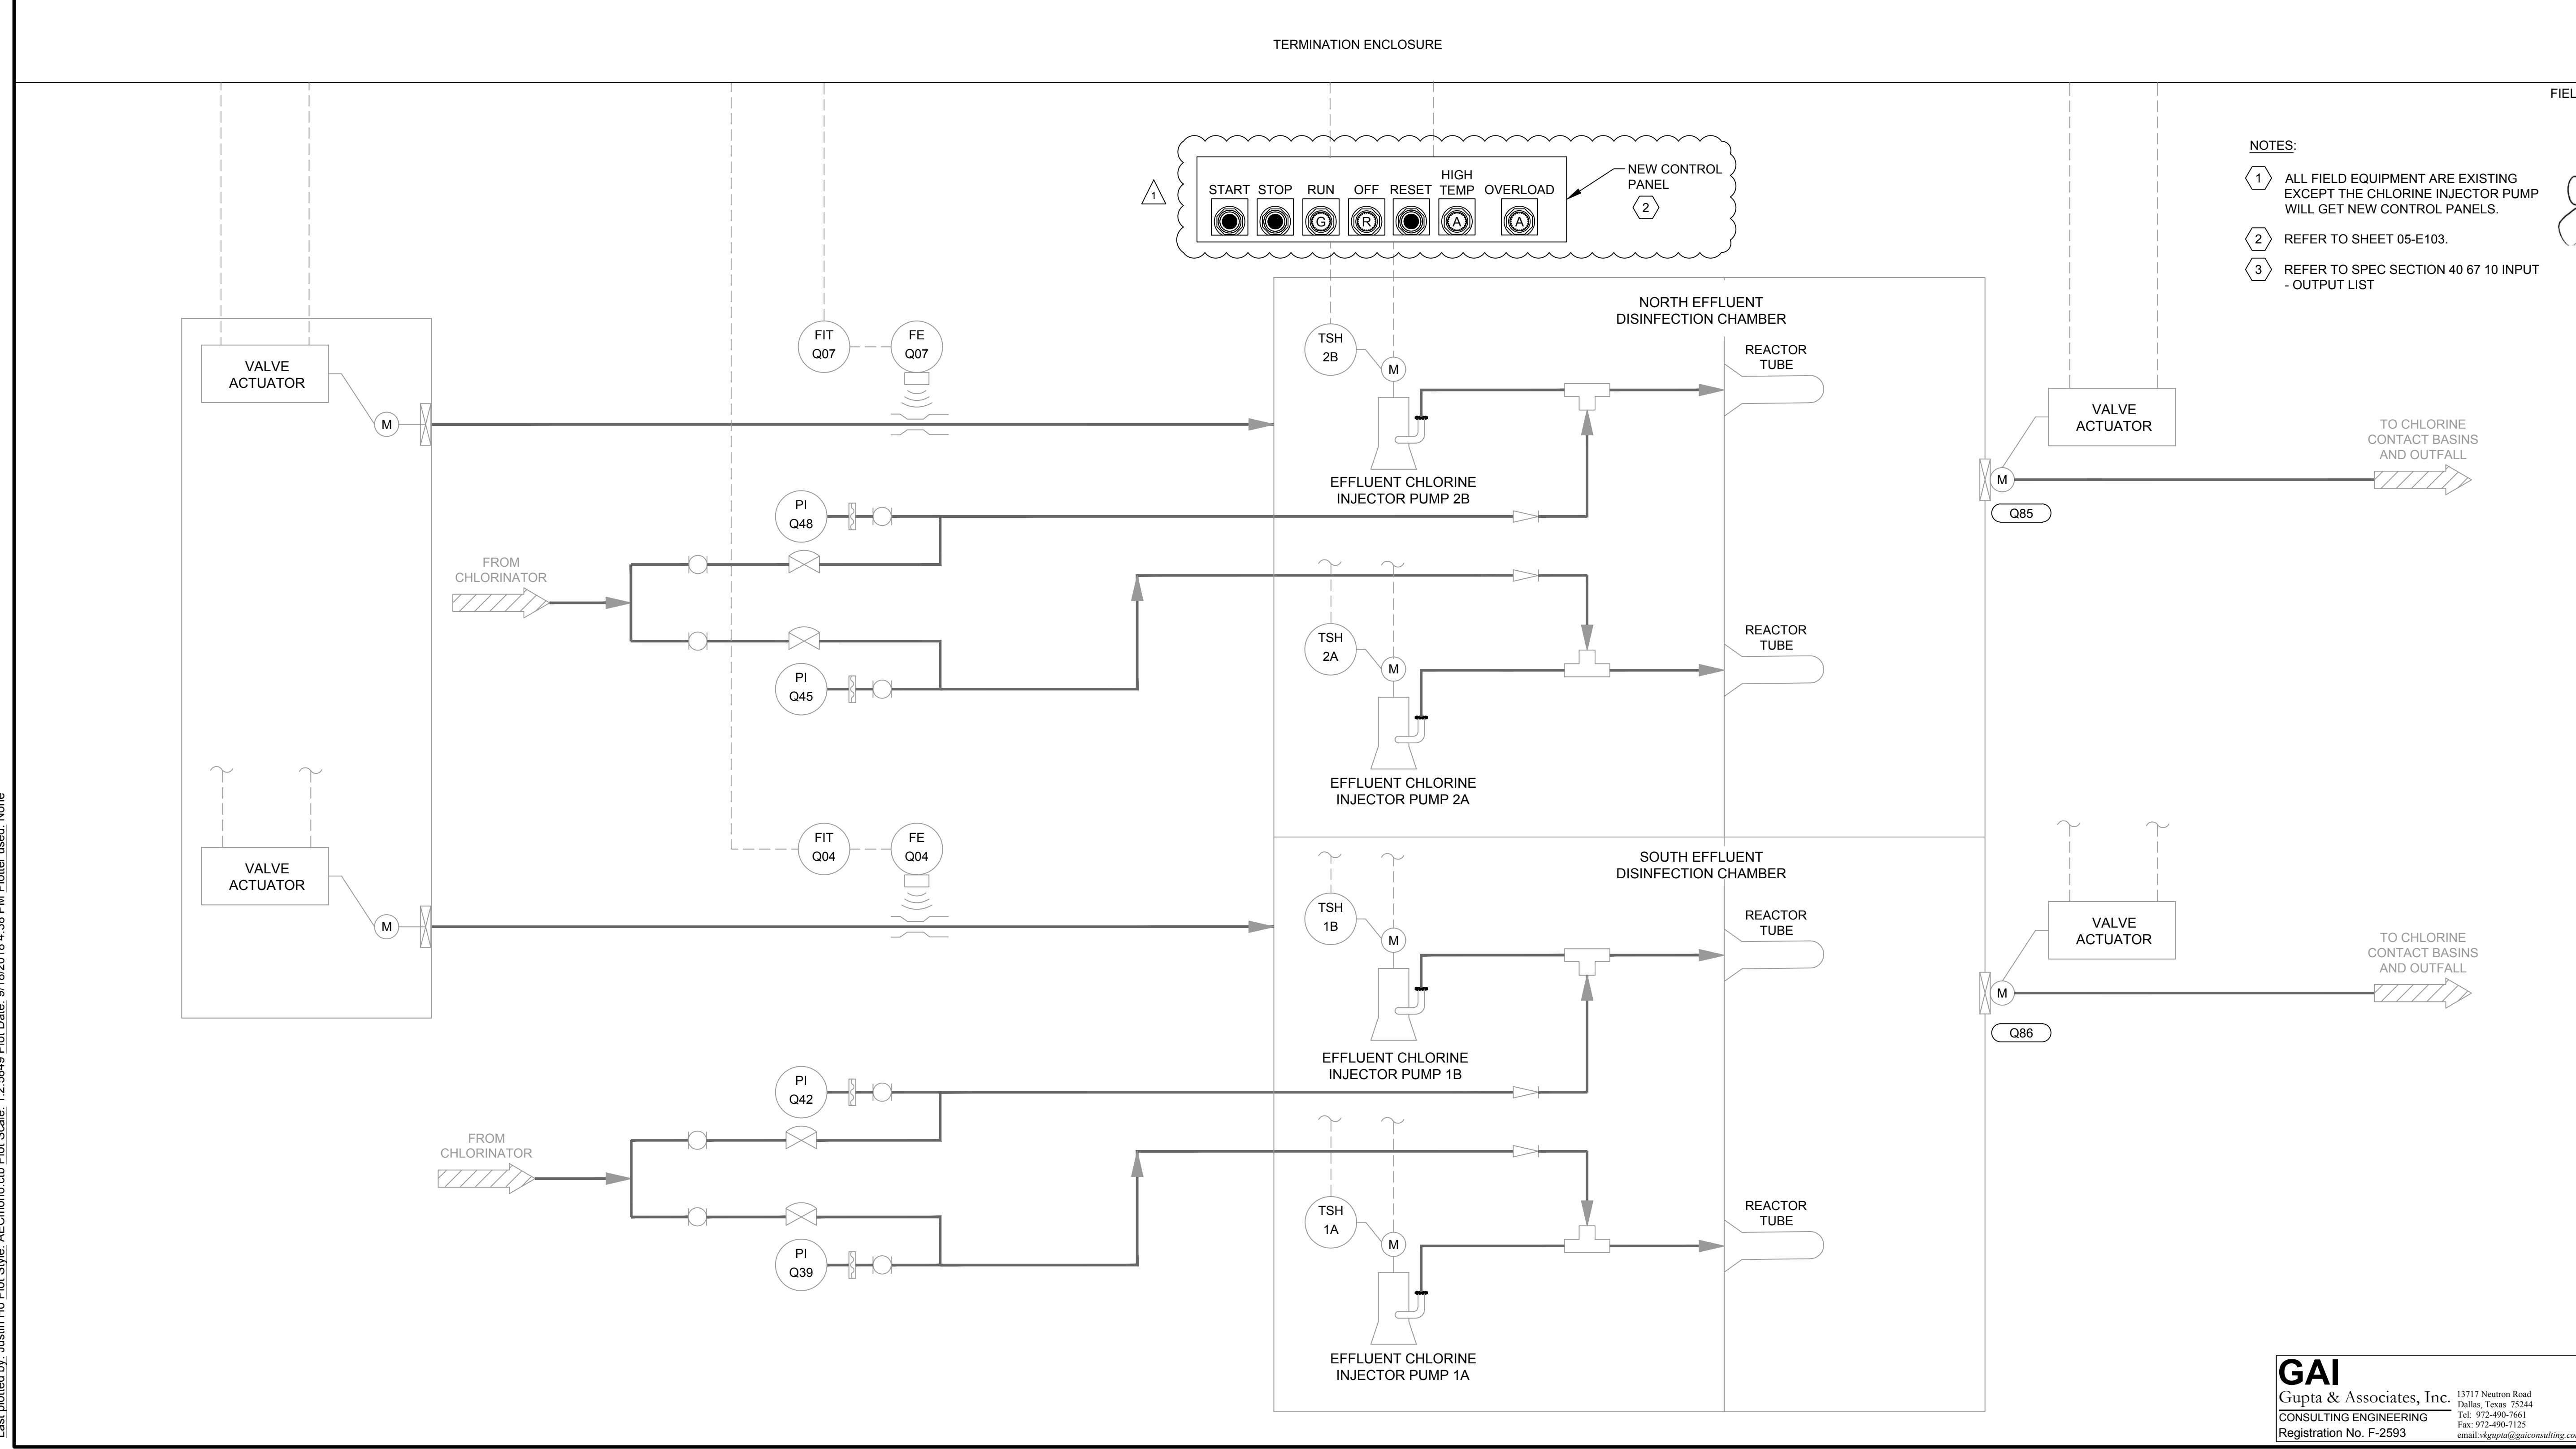 TERMINATION ENCLOSURE
NOTES:
1 ALL FIELD EQUIPMENT ARE EXISTING
EXCEPT THE CHLORINE INJECTOR PUMP
WILL GET NEW CONTROL PANELS.
2 REFER TO SHEET 05-E103.
3 REFER TO SPEC SECTION 40 67 10 INPUT
- OUTPUT LIST
1
START STOP RUN OFF RESET HIGH TEMP OVERLOAD
G R A A
NEW CONTROL
PANEL
2
NORTH EFFLUENT
DISINFECTION CHAMBER
VALVE
ACTUATOR
M
FIT
Q07
FE
Q07
TSH
2B
M
REACTOR
TUBE
EFFLUENT CHLORINE
INJECTOR PUMP 2B
VALVE
ACTUATOR
M
Q85
TO CHLORINE
CONTACT BASINS
AND OUTFALL
PI
Q48
FROM
CHLORINATOR
PI
Q45
TSH
2A
M
REACTOR
TUBE
EFFLUENT CHLORINE
INJECTOR PUMP 2A
VALVE
ACTUATOR
M
FIT
Q04
FE
Q04
SOUTH EFFLUENT
DISINFECTION CHAMBER
TSH
1B
M
REACTOR
TUBE
EFFLUENT CHLORINE
INJECTOR PUMP 1B
VALVE
ACTUATOR
M
Q86
TO CHLORINE
CONTACT BASINS
AND OUTFALL
PI
Q42
FROM
CHLORINATOR
PI
Q39
TSH
1A
M
REACTOR
TUBE
EFFLUENT CHLORINE
INJECTOR PUMP 1A
GAI
Gupta & Associates, Inc.
CONSULTING ENGINEERING
Registration No. F-2593
13717 Neutron Road
Dallas, Texas 75244
Tel: 972-490-7661
Fax: 972-490-7125